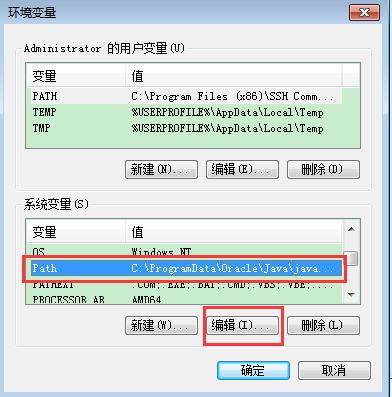 环境变量
Administrator 的用户变量(U)
变量 值
PATH C:\Program Files (x86)\SSH Comm...
TEMP %USERPROFILE%\AppData\Local\Temp
TMP %USERPROFILE%\AppData\Local\Temp
新建(N)... 编辑(E)... 删除(D)
系统变量(S)
变量 值
OS Windows_NT
Path C:\ProgramData\Oracle\Java\java...
PATHEXT .COM;.EXE;.BAT;.CMD;.VBS;.VBE;...
PROCESSOR_AR AMD64
新建(W)... 编辑(I)... 删除(L)
确定 取消